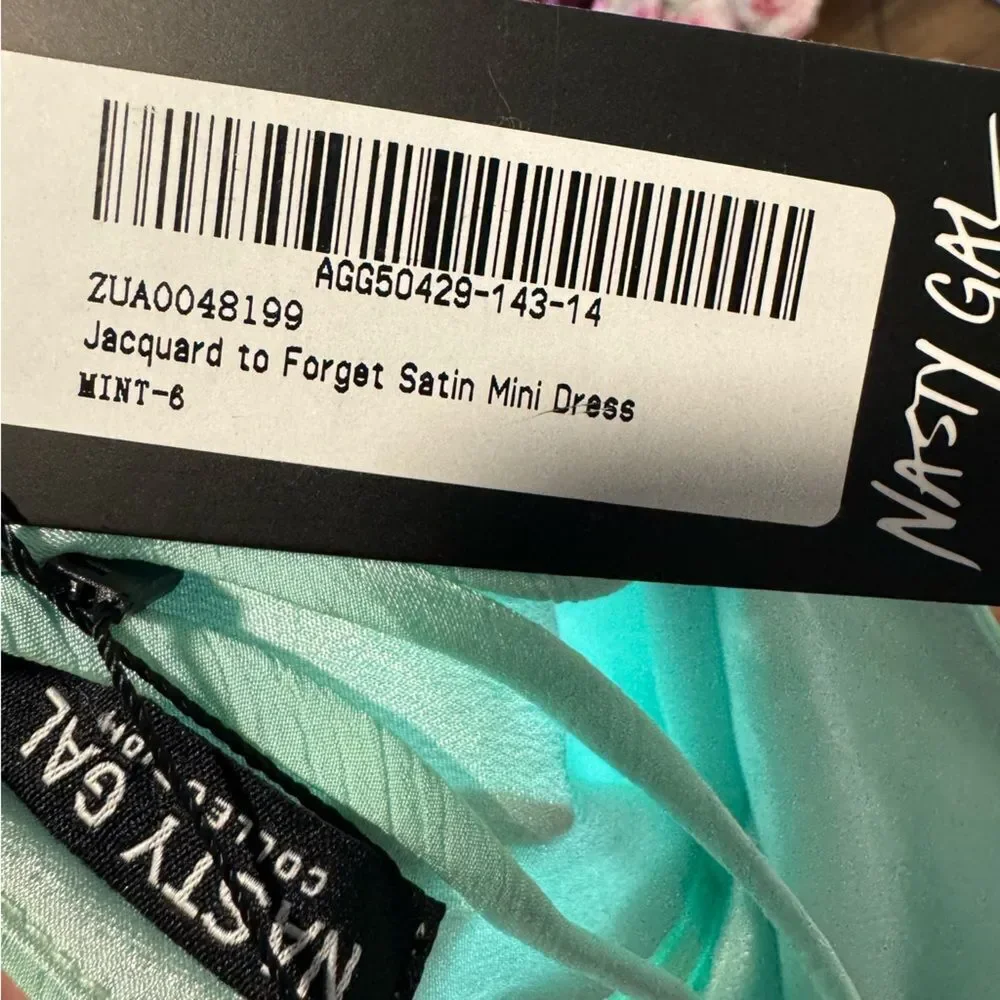 AGG50429-143-14
ZUA0048199
Jacquard to Forget Satin Mini Dress
MINT-6
NASTY GAL
NASTY GAL
COLLECTION